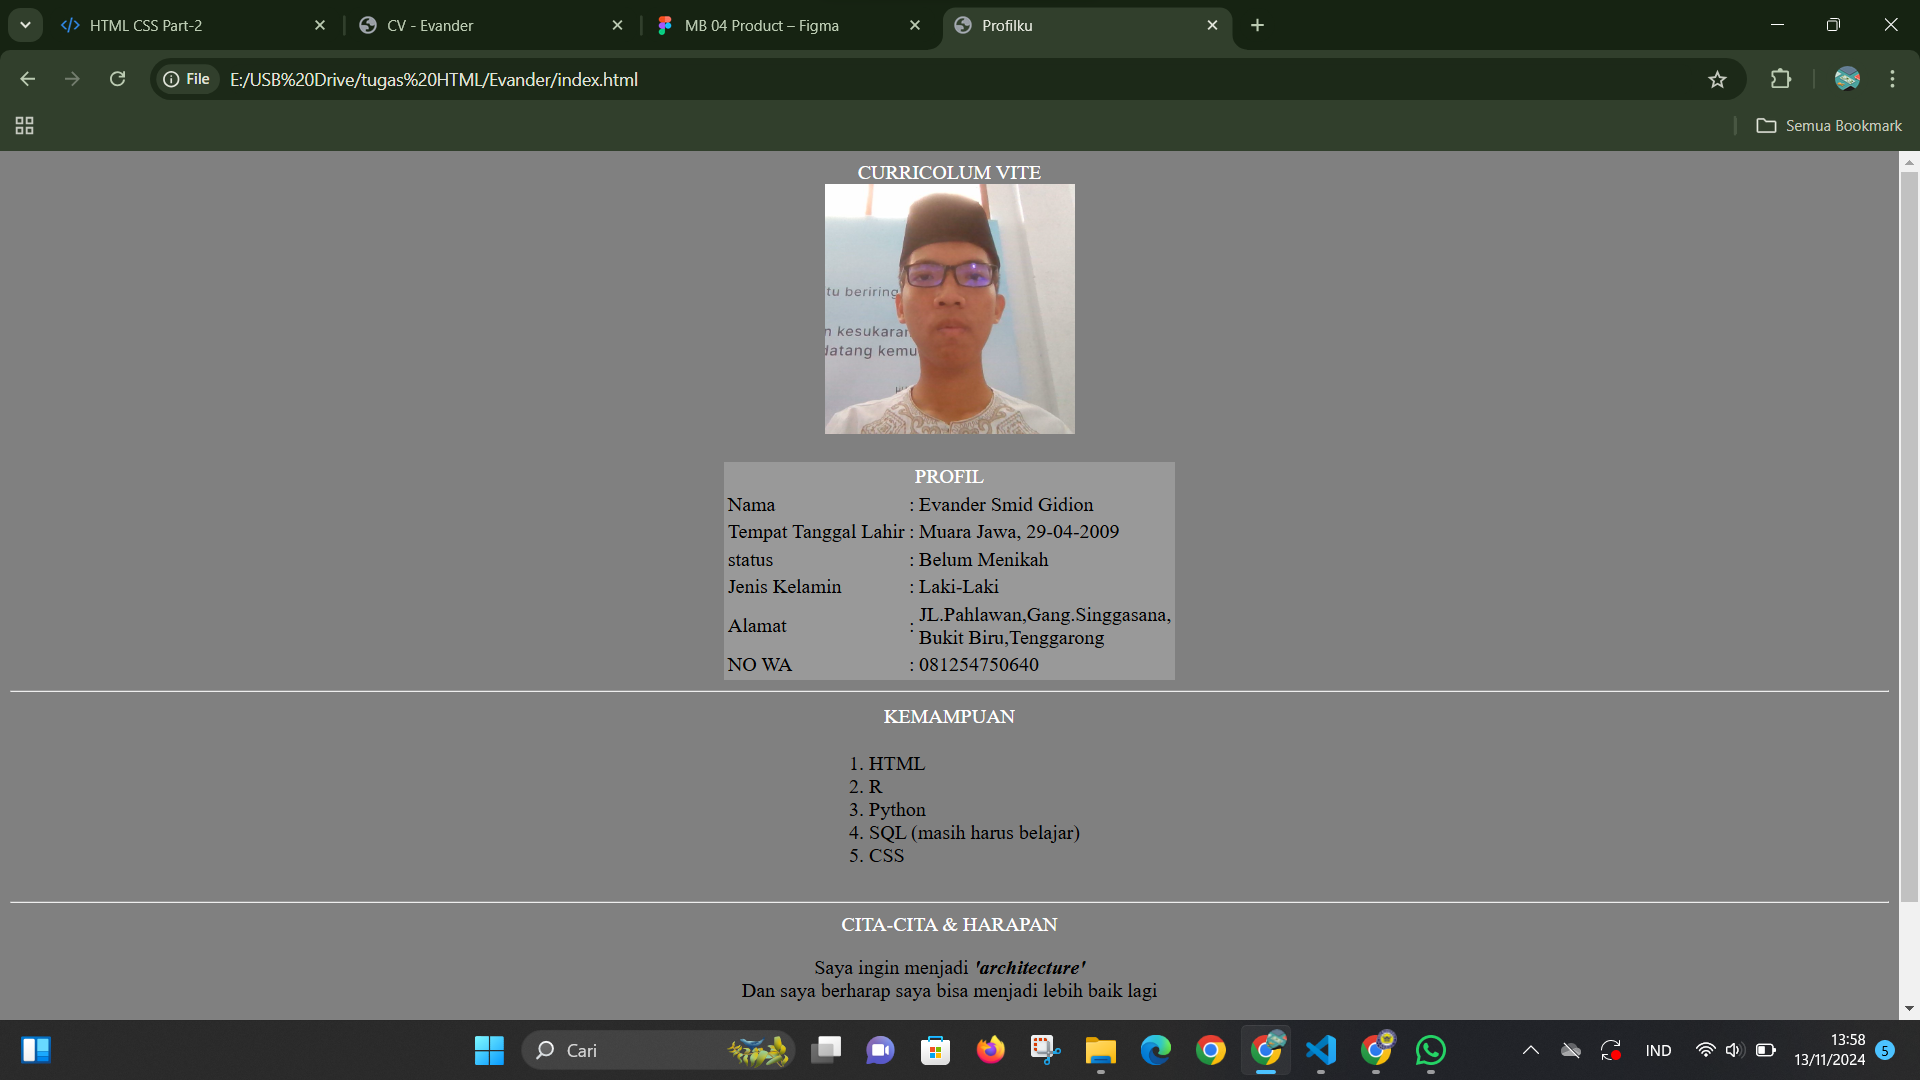 HTML CSS Part-2
CV - Evander
MB 04 Product – Figma
Profilku
File
E:/USB%20Drive/tugas%20HTML/Evander/index.html
Semua Bookmark
CURRICOLUM VITE
tu beriring
n kesukaran
datang kemu
PROFIL
Nama : Evander Smid Gidion
Tempat Tanggal Lahir : Muara Jawa, 29-04-2009
status : Belum Menikah
Jenis Kelamin : Laki-Laki
Alamat : JL.Pahlawan,Gang.Singgasana,
Bukit Biru,Tenggarong
NO WA : 081254750640
KEMAMPUAN
1. HTML
2. R
3. Python
4. SQL (masih harus belajar)
5. CSS
CITA-CITA & HARAPAN
Saya ingin menjadi 'architecture'
Dan saya berharap saya bisa menjadi lebih baik lagi
Cari
IND
13:58
13/11/2024
5